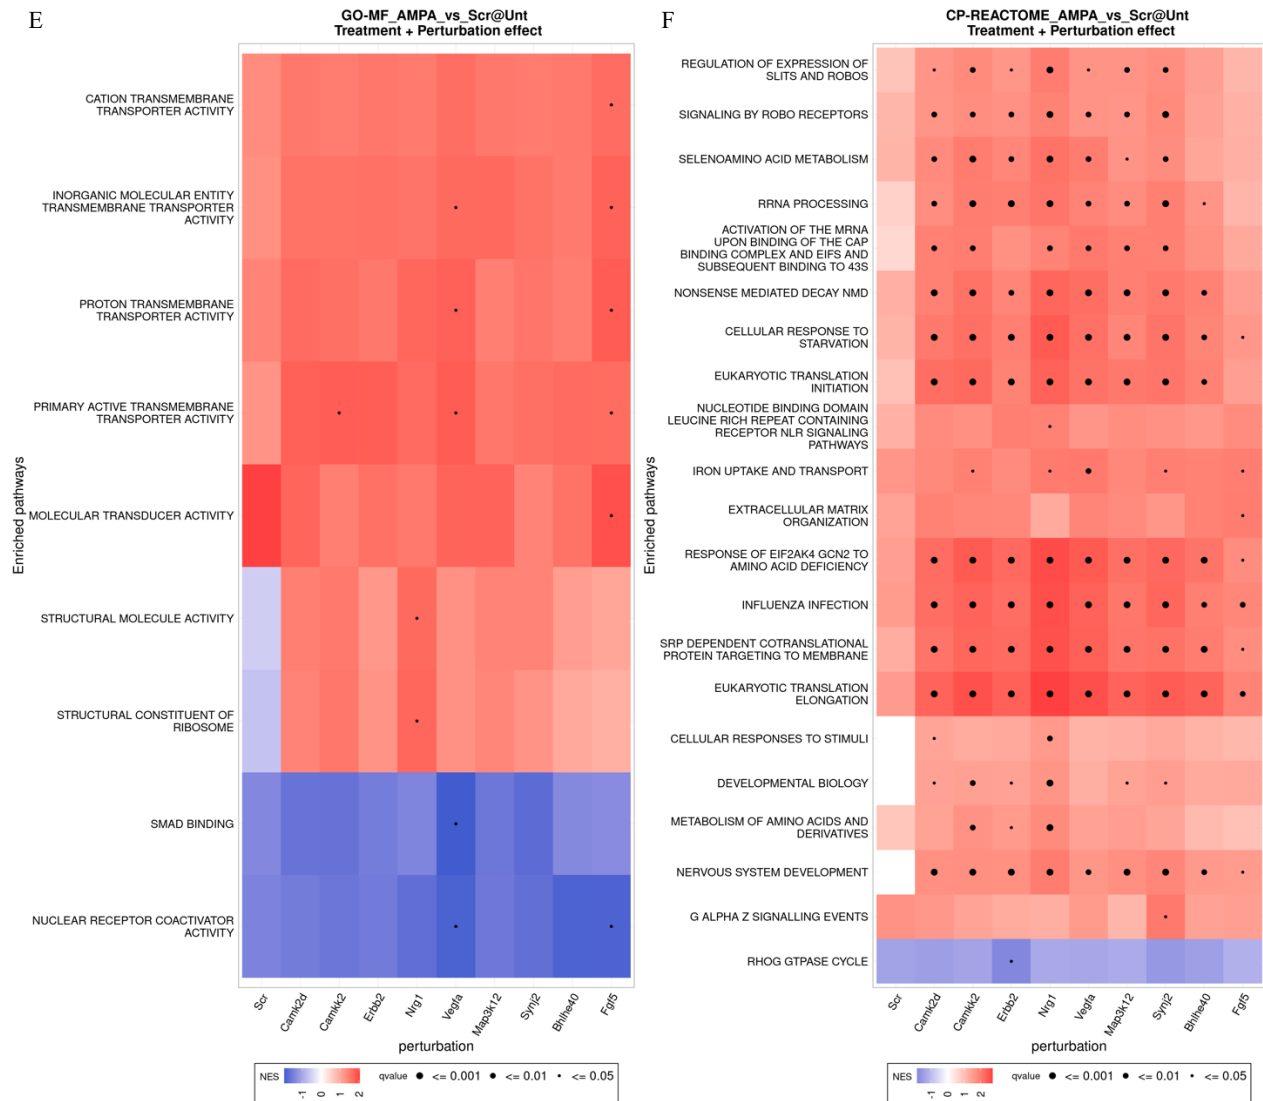 E
GO-MF_AMPA_vs_Scr@Unt
Treatment + Perturbation effect
CATION TRANSMEMBRANE
TRANSPORTER ACTIVITY
INORGANIC MOLECULAR ENTITY
TRANSMEMBRANE TRANSPORTER
ACTIVITY
PROTON TRANSMEMBRANE
TRANSPORTER ACTIVITY
PRIMARY ACTIVE TRANSMEMBRANE
TRANSPORTER ACTIVITY
MOLECULAR TRANSDUCER ACTIVITY
STRUCTURAL MOLECULE ACTIVITY
STRUCTURAL CONSTITUENT OF
RIBOSOME
SMAD BINDING
NUCLEAR RECEPTOR COACTIVATOR
ACTIVITY
Enriched pathways
Scr
Camk2d
Camkk2
Erbb2
Nrg1
Vegfa
Map3k12
Synj2
Bhlhe40
Fgf5
perturbation
NES
-1
0
1
2
qvalue
<= 0.001
<= 0.01
<= 0.05
F
CP-REACTOME_AMPA_vs_Scr@Unt
Treatment + Perturbation effect
REGULATION OF EXPRESSION OF
SLITS AND ROBOS
SIGNALING BY ROBO RECEPTORS
SELENOAMINO ACID METABOLISM
RRNA PROCESSING
ACTIVATION OF THE MRNA
UPON BINDING OF THE CAP
BINDING COMPLEX AND EIFS AND
SUBSEQUENT BINDING TO 43S
NONSENSE MEDIATED DECAY NMD
CELLULAR RESPONSE TO
STARVATION
EUKARYOTIC TRANSLATION
INITIATION
NUCLEOTIDE BINDING DOMAIN
LEUCINE RICH REPEAT CONTAINING
RECEPTOR NLR SIGNALING
PATHWAYS
IRON UPTAKE AND TRANSPORT
EXTRACELLULAR MATRIX
ORGANIZATION
RESPONSE OF EIF2AK4 GCN2 TO
AMINO ACID DEFICIENCY
INFLUENZA INFECTION
SRP DEPENDENT COTRANSLATIONAL
PROTEIN TARGETING TO MEMBRANE
EUKARYOTIC TRANSLATION
ELONGATION
CELLULAR RESPONSES TO STIMULI
DEVELOPMENTAL BIOLOGY
METABOLISM OF AMINO ACIDS AND
DERIVATIVES
NERVOUS SYSTEM DEVELOPMENT
G ALPHA Z SIGNALLING EVENTS
RHOG GTPASE CYCLE
Enriched pathways
Scr
Camk2d
Camkk2
Erbb2
Nrg1
Vegfa
Map3k12
Synj2
Bhlhe40
Fgf5
perturbation
NES
-1
0
1
2
qvalue
<= 0.001
<= 0.01
<= 0.05